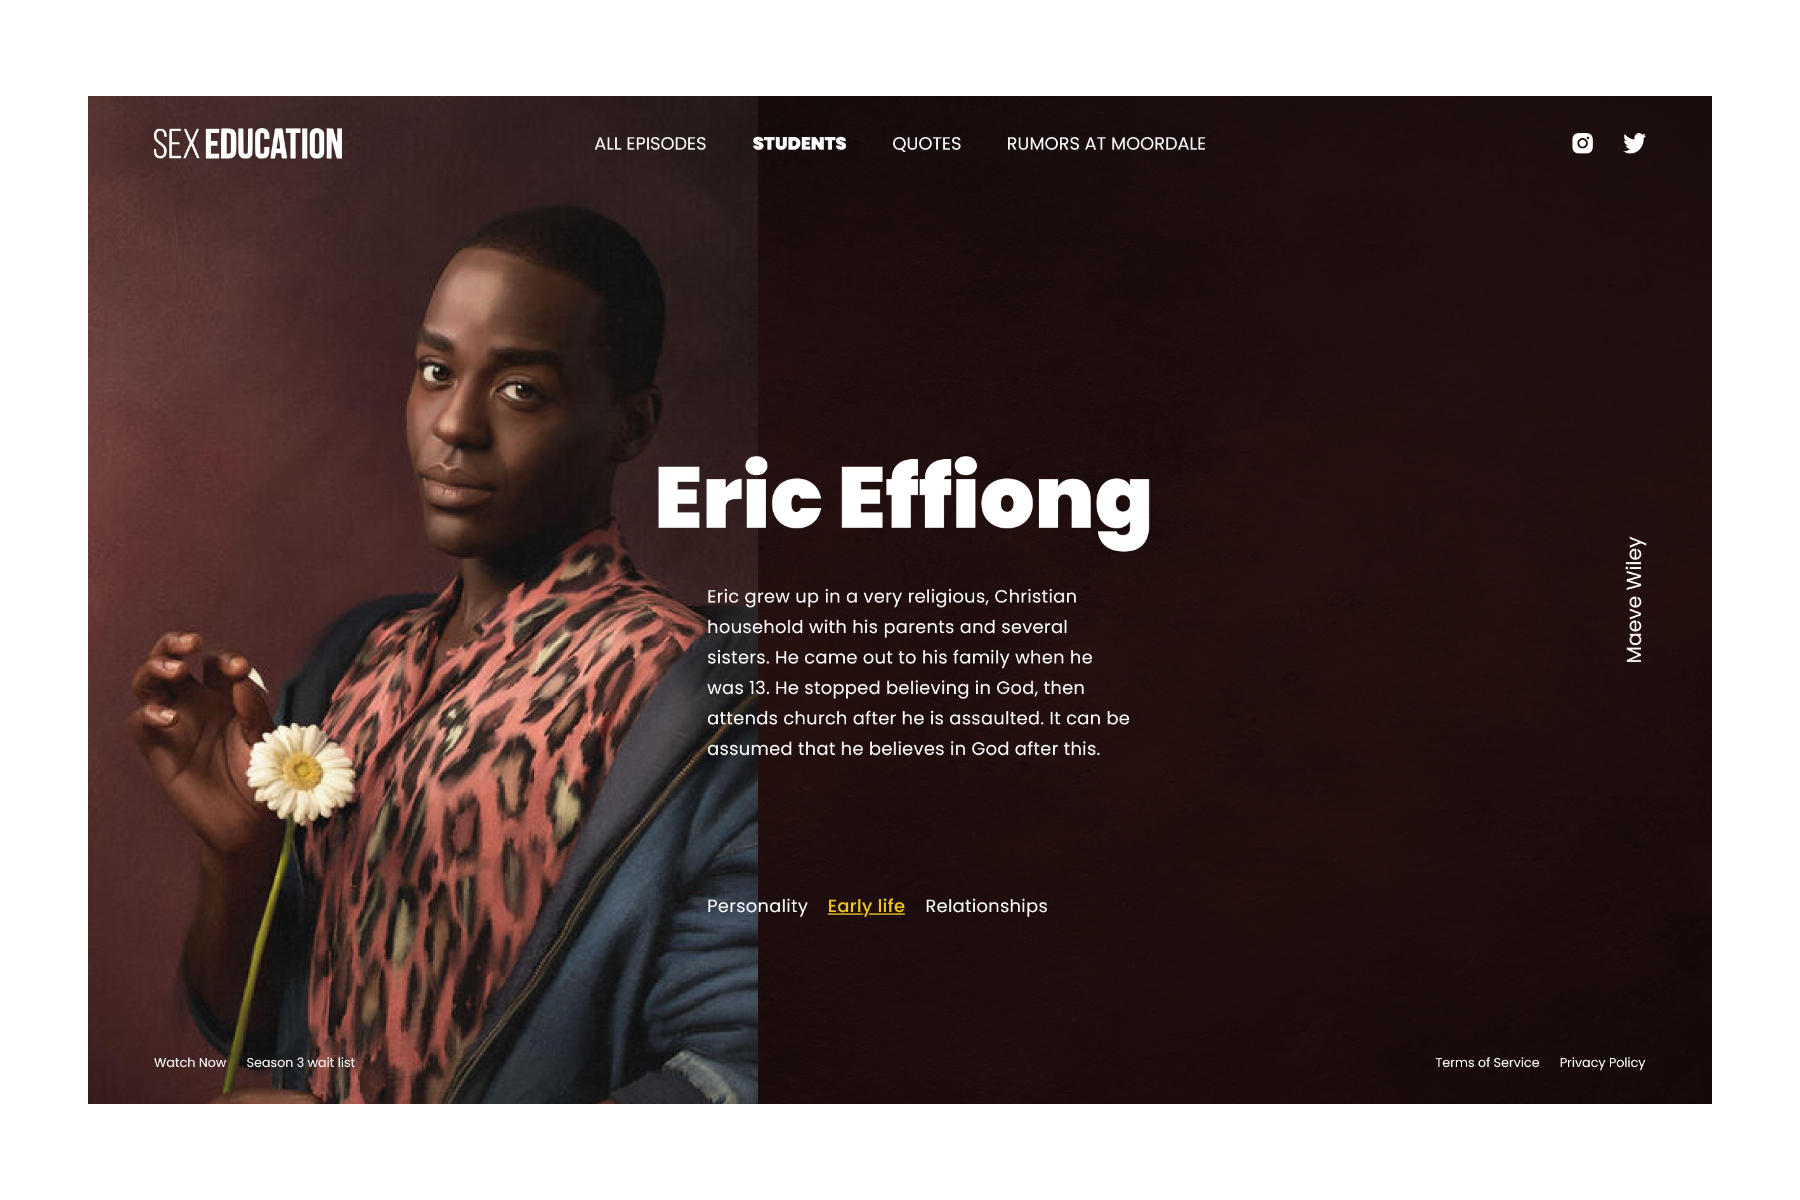 SEX EDUCATION
ALL EPISODES STUDENTS QUOTES RUMORS AT MOORDALE
Eric Effiong
Eric grew up in a very religious, Christian
household with his parents and several
sisters. He came out to his family when he
was 13. He stopped believing in God, then
attends church after he is assaulted. It can be
assumed that he believes in God after this.
Maeve Wiley
Personality Early life Relationships
Watch Now Season 3 wait list
Terms of Service Privacy Policy